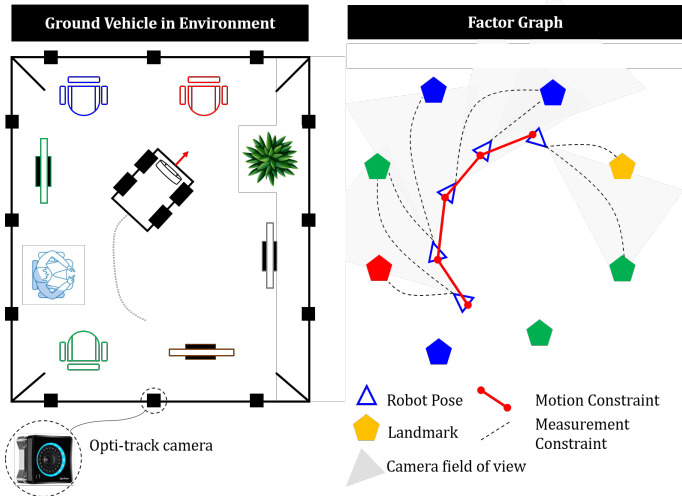 Ground Vehicle in Environment
Factor Graph
Opti-track camera
Robot Pose
Motion Constraint
Landmark
Measurement
Constraint
Camera field of view